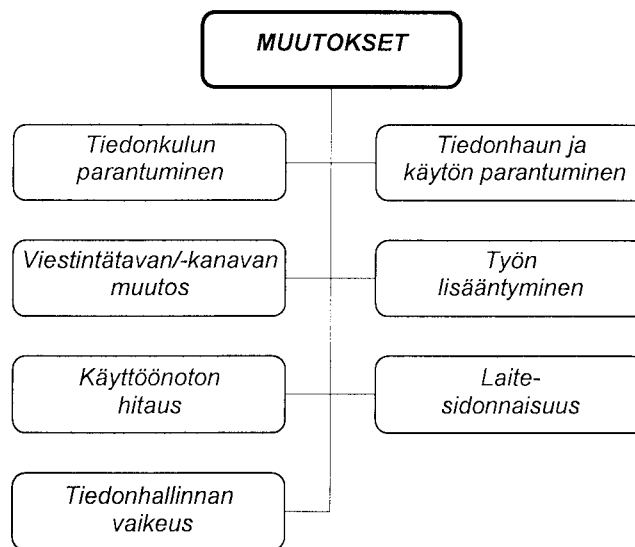 MUUTOKSET
Tiedonkulun
parantuminen
Tiedonhaun ja
käytön parantuminen
Viestintätavan/-kanavan
muutos
Työn
lisääntyminen
Käyttöönoton
hitaus
Laite-
sidonnaisuus
Tiedonhallinnan
vaikeus